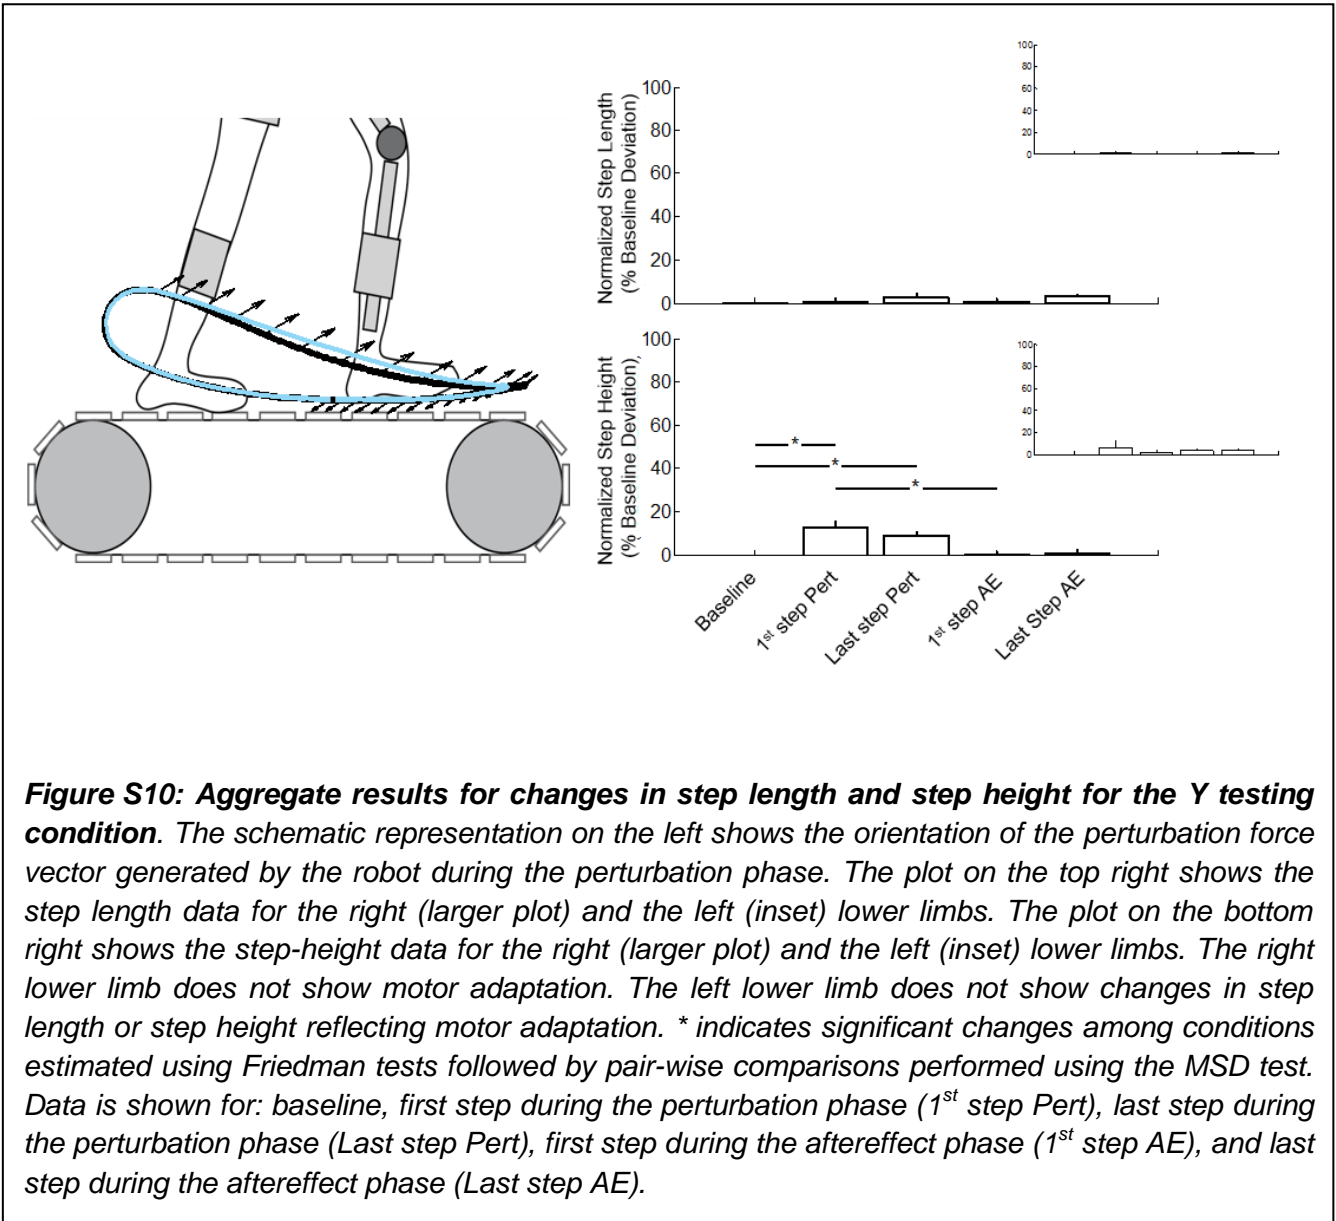 Normalized Step Length
(% Baseline Deviation)
100
80
60
40
20
0
100
80
60
40
20
0
Normalized Step Height
(% Baseline Deviation),
100
80
60
40
20
0
*
*
*
100
80
60
40
20
0
Baseline
1st step Pert
Last step Pert
1st step AE
Last Step AE
Figure S10: Aggregate results for changes in step length and step height for the Y testing
condition. The schematic representation on the left shows the orientation of the perturbation force
vector generated by the robot during the perturbation phase. The plot on the top right shows the
step length data for the right (larger plot) and the left (inset) lower limbs. The plot on the bottom
right shows the step-height data for the right (larger plot) and the left (inset) lower limbs. The right
lower limb does not show motor adaptation. The left lower limb does not show changes in step
length or step height reflecting motor adaptation. * indicates significant changes among conditions
estimated using Friedman tests followed by pair-wise comparisons performed using the MSD test.
Data is shown for: baseline, first step during the perturbation phase (1st step Pert), last step during
the perturbation phase (Last step Pert), first step during the aftereffect phase (1st step AE), and last
step during the aftereffect phase (Last step AE).